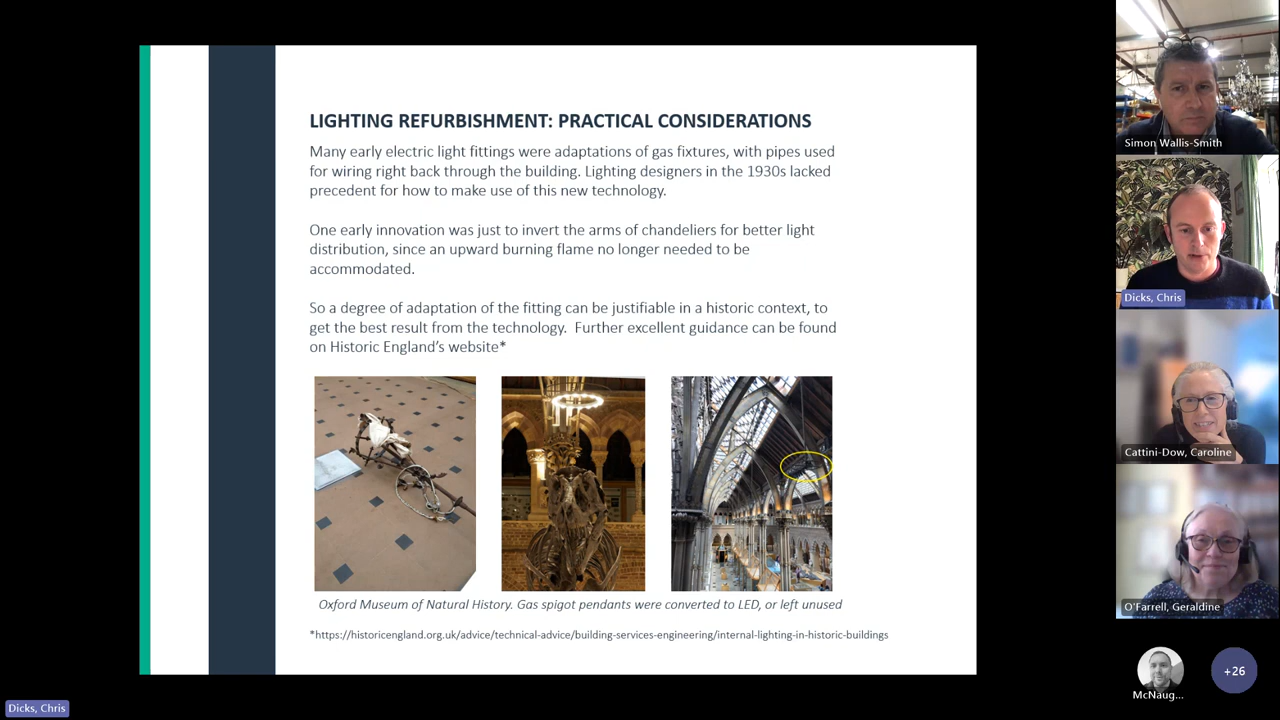 LIGHTING REFURBISHMENT: PRACTICAL CONSIDERATIONS
Many early electric light fittings were adaptations of gas fixtures, with pipes used
for wiring right back through the building. Lighting designers in the 1930s lacked
precedent for how to make use of this new technology.
One early innovation was just to invert the arms of chandeliers for better light
distribution, since an upward burning flame no longer needed to be
accommodated.
So a degree of adaptation of the fitting can be justifiable in a historic context, to
get the best result from the technology.  Further excellent guidance can be found
on Historic England's website*
Oxford Museum of Natural History. Gas spigot pendants were converted to LED, or left unused
*https://historicengland.org.uk/advice/technical-advice/building-services-engineering/internal-lighting-in-historic-buildings
Simon Wallis-Smith
Dicks, Chris
Cattini-Dow, Caroline
O'Farrell, Geraldine
McNaug...
+26
Dicks, Chris